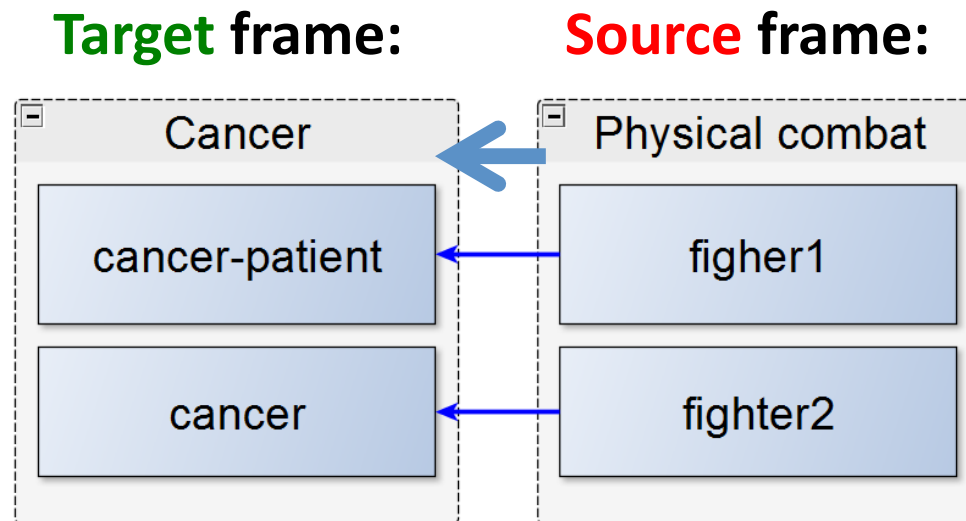 Target frame:
Source frame:
Cancer
Physical combat
cancer-patient
figher1
cancer
fighter2